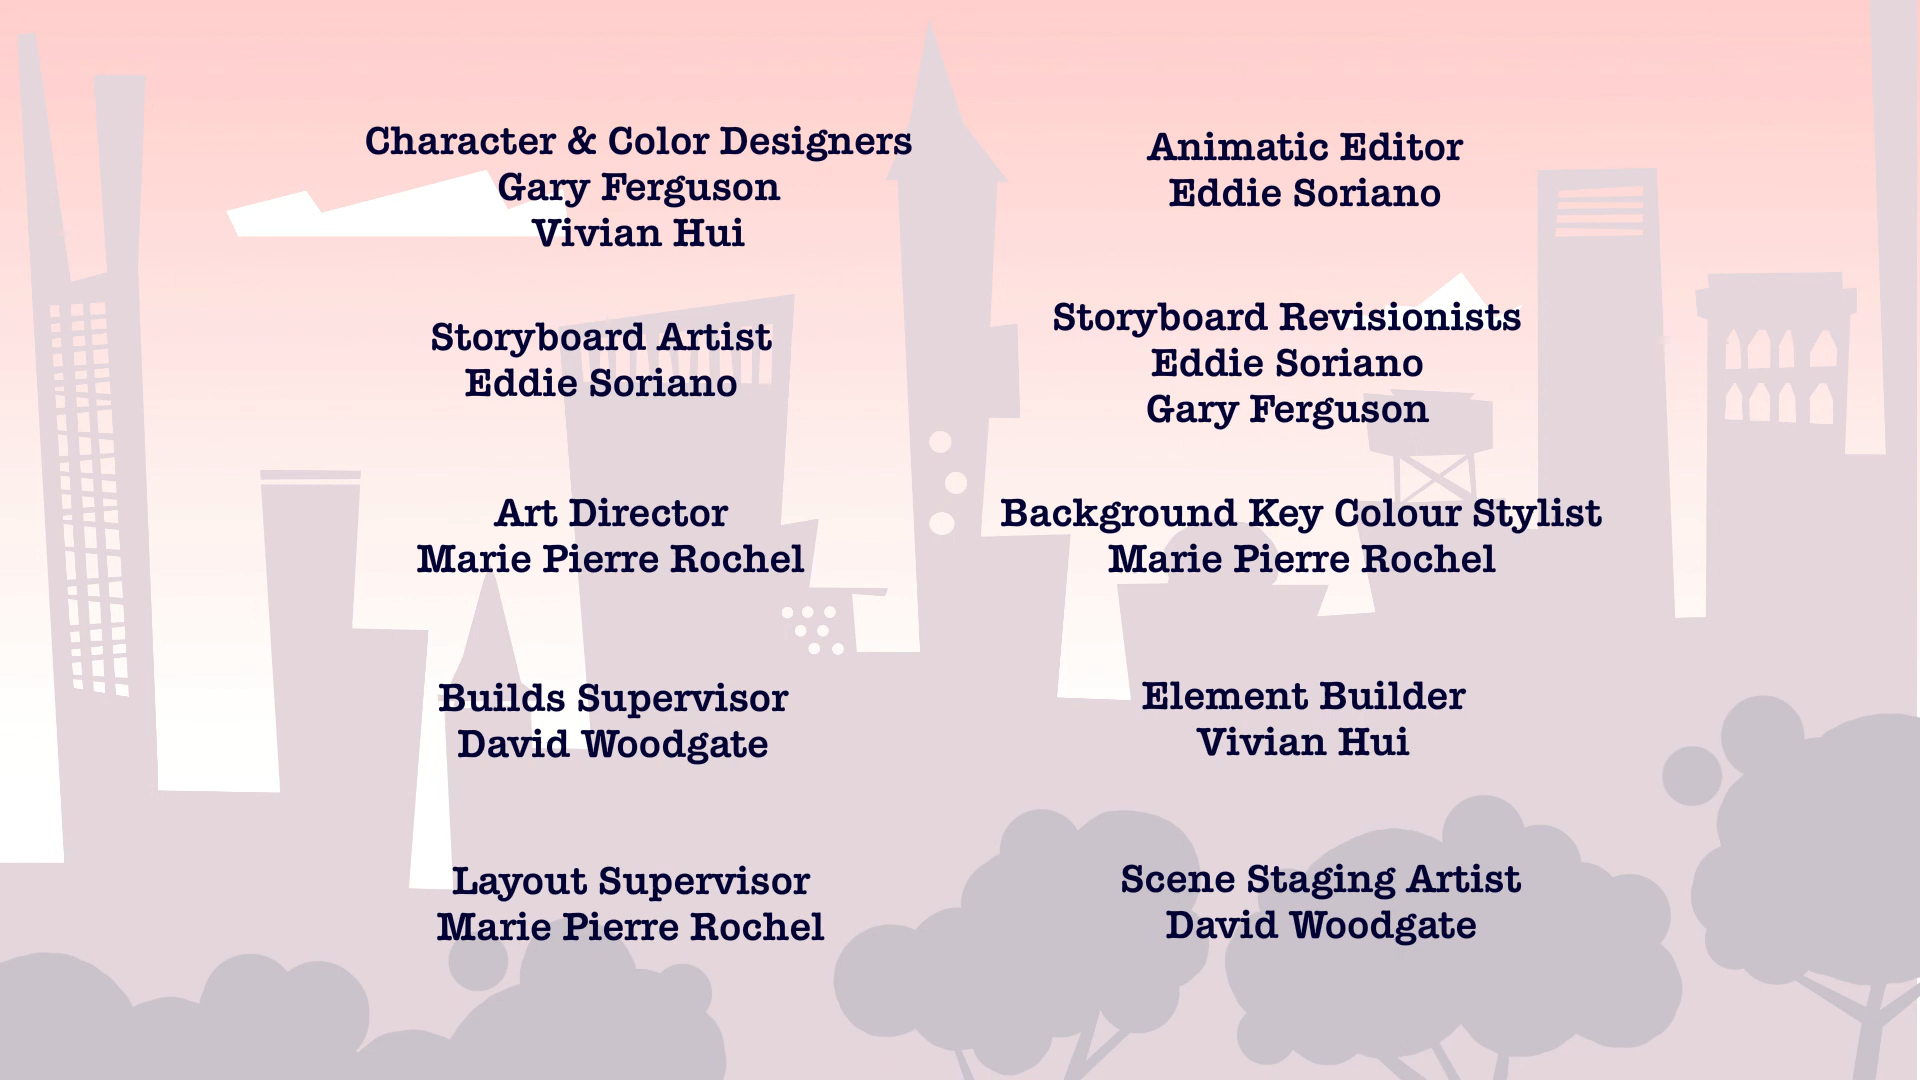 Character & Color Designers
Gary Ferguson
Vivian Hui
Animatic Editor
Eddie Soriano
Storyboard Artist
Eddie Soriano
Storyboard Revisionists
Eddie Soriano
Gary Ferguson
Art Director
Marie Pierre Rochel
Background Key Colour Stylist
Marie Pierre Rochel
Builds Supervisor
David Woodgate
Element Builder
Vivian Hui
Layout Supervisor
Marie Pierre Rochel
Scene Staging Artist
David Woodgate